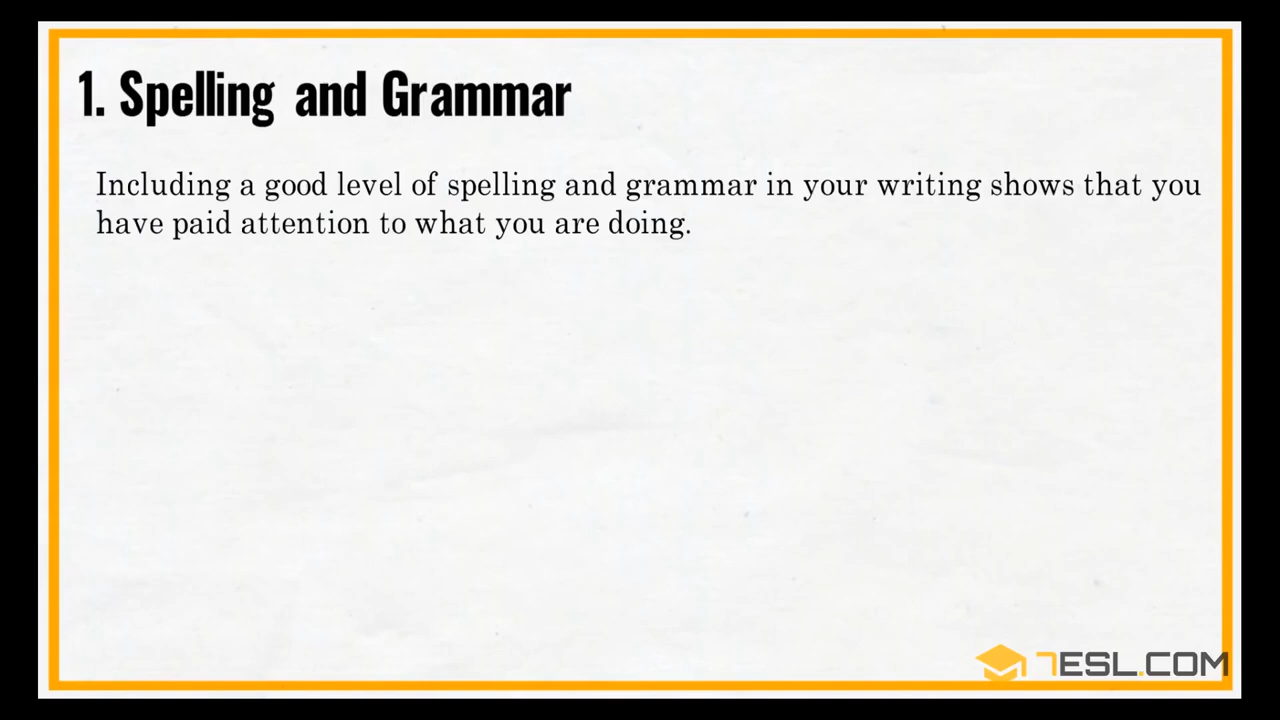 1. Spelling and Grammar
Including a good level of spelling and grammar in your writing shows that you
have paid attention to what you are doing.
7ESL.COM